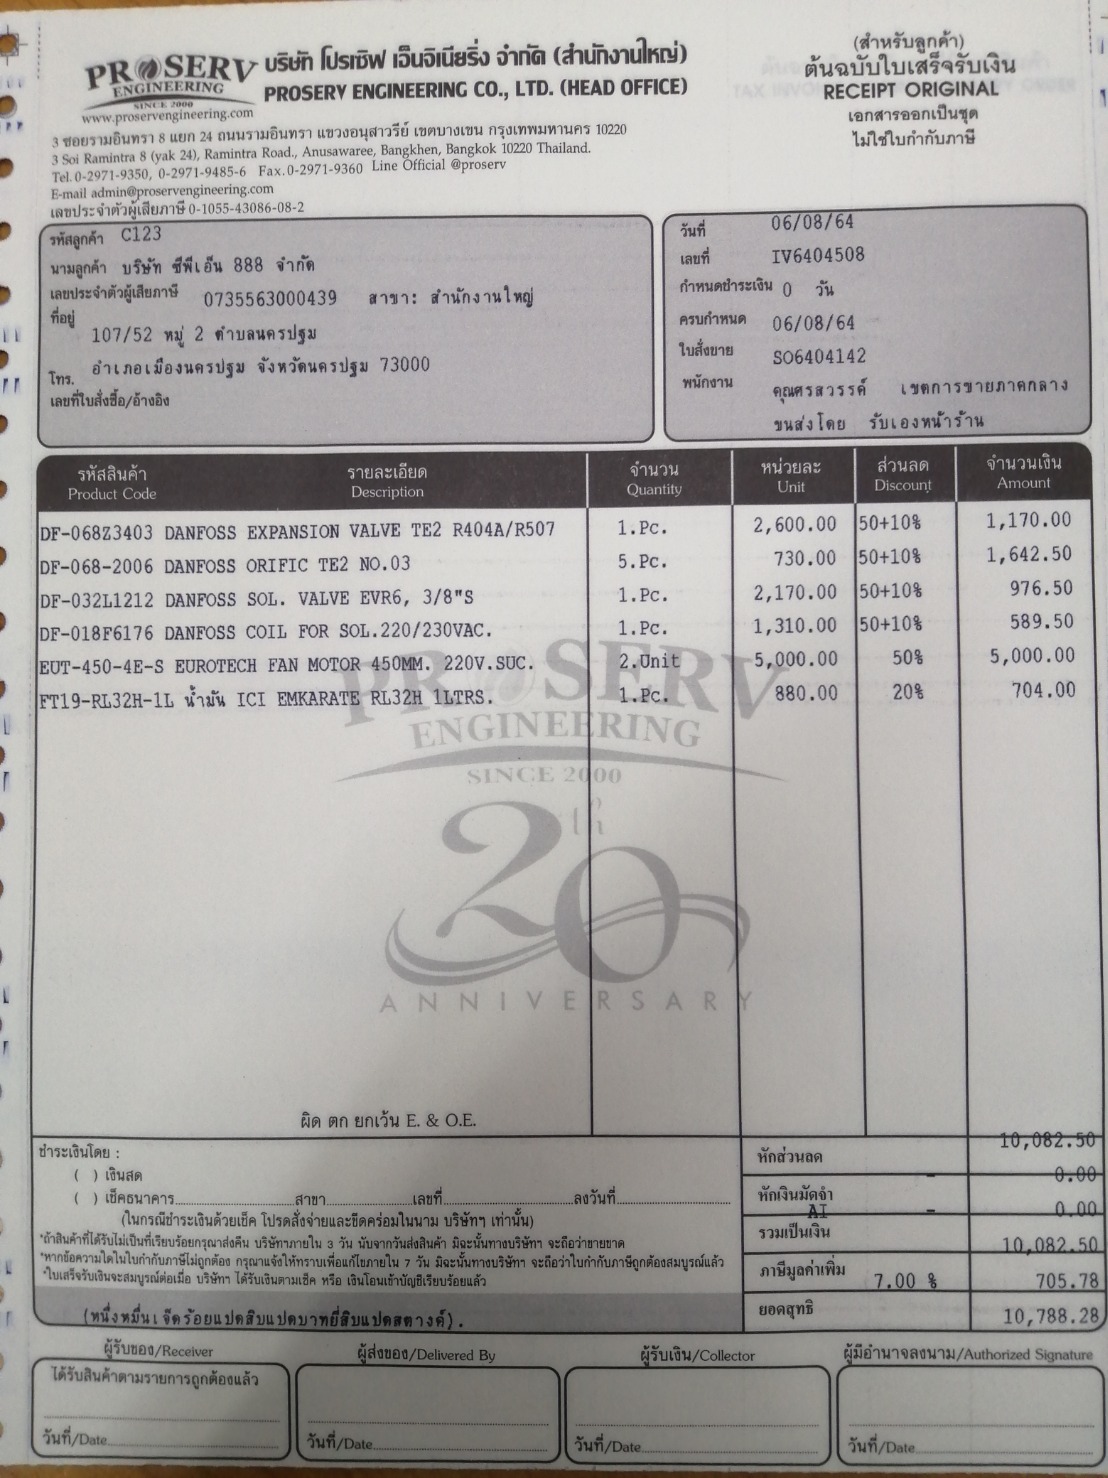 PROSERV
ENGINEERING
SINCE 2000
www.proservengineering.com
บริษัท โปรเซิฟ เอ็นจิเนียริ่ง จำกัด (สำนักงานใหญ่)
PROSERV ENGINEERING CO., LTD. (HEAD OFFICE)
(สำหรับลูกค้า)
ต้นฉบับใบเสร็จรับเงิน
RECEIPT ORIGINAL
เอกสารออกเป็นชุด
ไม่ใช่ใบกำกับภาษี
3 ซอยรามอินทรา 8 แยก 24 ถนนรามอินทรา แขวงอนุสาวรีย์ เขตบางเขน กรุงเทพมหานคร 10220
3 Soi Ramintra 8 (yak 24), Ramintra Road., Anusawaree, Bangkhen, Bangkok 10220 Thailand.
Tel. 0-2971-9350, 0-2971-9485-6 Fax. 0-2971-9360 Line Official @proserv
E-mail admin@proservengineering.com
เลขประจำตัวผู้เสียภาษี 0-1055-43086-08-2
รหัสลูกค้า C123
นามลูกค้า บริษัท ซีพีเอ็น 888 จำกัด
เลขประจำตัวผู้เสียภาษี 0735563000439 สาขา: สำนักงานใหญ่
ที่อยู่ 107/52 หมู่ 2 ตำบลนครปฐม
อำเภอเมืองนครปฐม จังหวัดนครปฐม 73000
โทร.
เลขที่ใบสั่งซื้อ/อ้างอิง
วันที่ 06/08/64
เลขที่ IV6404508
กำหนดชำระเงิน 0 วัน
ครบกำหนด 06/08/64
ใบสั่งขาย SO6404142
พนักงาน คุณศรสวรรค์ เขตการขายภาคกลาง
ขนส่งโดย รับเองหน้าร้าน
รหัสสินค้า รายละเอียด จำนวน หน่วยละ ส่วนลด จำนวนเงิน
Product Code Description Quantity Unit Discount Amount
DF-068Z3403 DANFOSS EXPANSION VALVE TE2 R404A/R507 1.Pc. 2,600.00 50+10% 1,170.00
DF-068-2006 DANFOSS ORIFIC TE2 NO.03 5.Pc. 730.00 50+10% 1,642.50
DF-032L1212 DANFOSS SOL. VALVE EVR6, 3/8"S 1.Pc. 2,170.00 50+10% 976.50
DF-018F6176 DANFOSS COIL FOR SOL.220/230VAC. 1.Pc. 1,310.00 50+10% 589.50
EUT-450-4E-S EUROTECH FAN MOTOR 450MM. 220V.SUC. 2.Unit 5,000.00 50% 5,000.00
FT19-RL32H-1L น้ำมัน ICI EMKARATE RL32H 1LTRS. 1.Pc. 880.00 20% 704.00
PROSERV
ENGINEERING
SINCE 2000
20th
ANNIVERSARY
ผิด ตก ยกเว้น E. & O.E.
10,082.50
ชำระเงินโดย :
( ) เงินสด
( ) เช็คธนาคาร สาขา เลขที่ ลงวันที่
(ในกรณีชำระเงินด้วยเช็ค โปรดสั่งจ่ายและขีดคร่อมในนาม บริษัทฯ เท่านั้น)
*ถ้าสินค้าที่ได้รับไม่เป็นที่เรียบร้อยกรุณาส่งคืน บริษัทฯภายใน 3 วัน นับจากวันส่งสินค้า มิฉะนั้นทางบริษัทฯ จะถือว่าขายขาด
*หากข้อความใดในใบกำกับภาษีไม่ถูกต้อง กรุณาแจ้งให้ทราบเพื่อแก้ไขภายใน 7 วัน มิฉะนั้นทางบริษัทฯ จะถือว่าใบกำกับภาษีถูกต้องสมบูรณ์แล้ว
*ใบเสร็จรับเงินจะสมบูรณ์ต่อเมื่อ บริษัทฯ ได้รับเงินตามเช็ค หรือ เงินโอนเข้าบัญชีเรียบร้อยแล้ว
หักส่วนลด - 0.00
หักเงินมัดจำ AI - 0.00
รวมเป็นเงิน 10,082.50
ภาษีมูลค่าเพิ่ม 7.00 % 705.78
ยอดสุทธิ 10,788.28
(หนึ่งหมื่นเจ็ดร้อยแปดสิบแปดบาทยี่สิบแปดสตางค์).
ผู้รับของ/Receiver ผู้ส่งของ/Delivered By ผู้รับเงิน/Collector ผู้มีอำนาจลงนาม/Authorized Signature
ได้รับสินค้าตามรายการถูกต้องแล้ว
วันที่/Date วันที่/Date วันที่/Date วันที่/Date